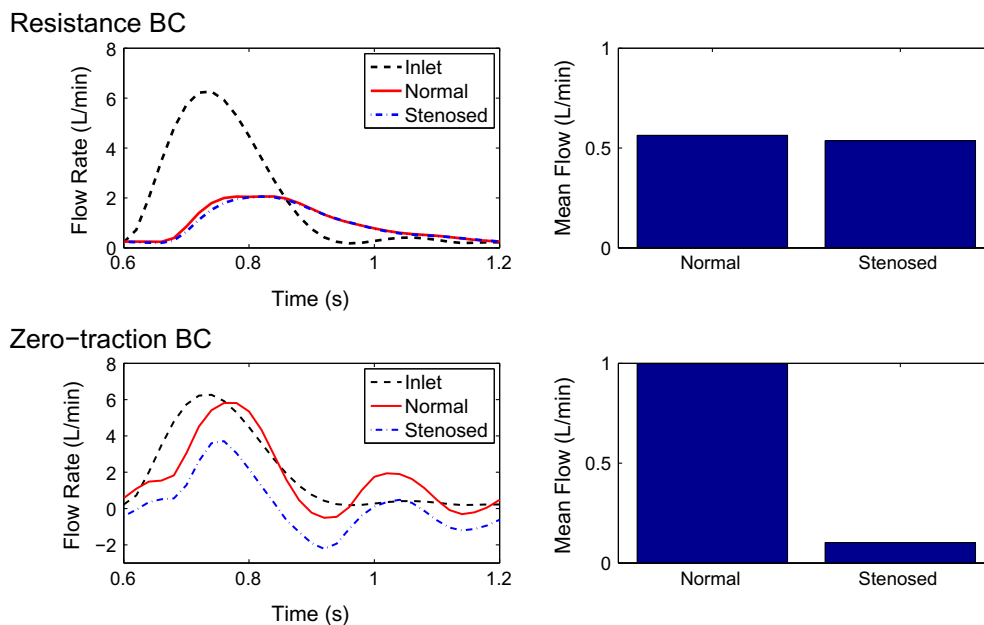 Resistance BC
Flow Rate (L/min)
8
6
4
2
0
0.6
0.8
1
1.2
Time (s)
Inlet
Normal
Stenosed
Mean Flow (L/min)
1
0.5
0
Normal
Stenosed
Zero−traction BC
Flow Rate (L/min)
8
6
4
2
0
−2
0.6
0.8
1
1.2
Time (s)
Inlet
Normal
Stenosed
Mean Flow (L/min)
1
0.5
0
Normal
Stenosed